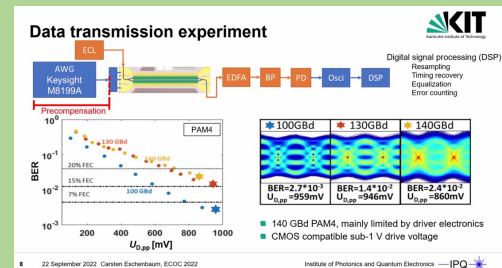 Data transmission experiment
KIT
Karlsruhe Institute of Technology
ECL
AWG
Keysight
M8199A
EDFA
BP
PD
Osci
DSP
Precompensation
Digital signal processing (DSP)
Resampling
Timing recovery
Equalization
Error counting
10⁰
10⁻¹
10⁻²
10⁻³
BER
PAM4
130 GBd
140 GBd
100 GBd
20% FEC
15% FEC
7% FEC
200
400
600
800
1000
U_D,pp [mV]
100GBd
130GBd
140GBd
BER=2.7*10⁻³
U_D,pp =959mV
BER=1.4*10⁻²
U_D,pp =946mV
BER=2.4*10⁻²
U_D,pp =860mV
140 GBd PAM4, mainly limited by driver electronics
CMOS compatible sub-1 V drive voltage
8
22 September 2022 Carsten Eschenbaum, ECOC 2022
Institute of Photonics and Quantum Electronics
IPQ